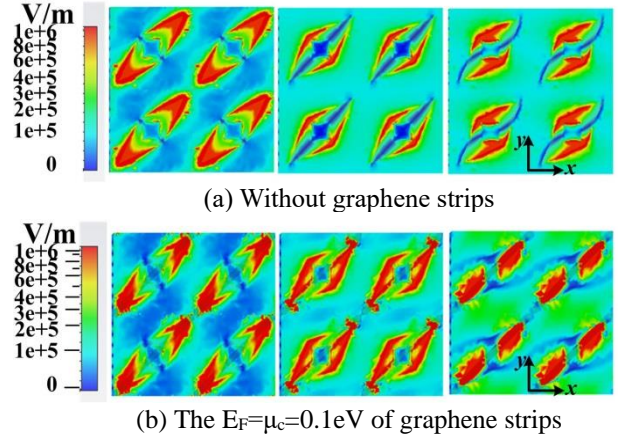 V/m
1e+6
8e+5
6e+5
4e+5
3e+5
2e+5
1e+5
0
y
x
(a) Without graphene strips
V/m
1e+6
8e+5
6e+5
4e+5
3e+5
2e+5
1e+5
0
y
x
(b) The E_F=μ_c=0.1eV of graphene strips